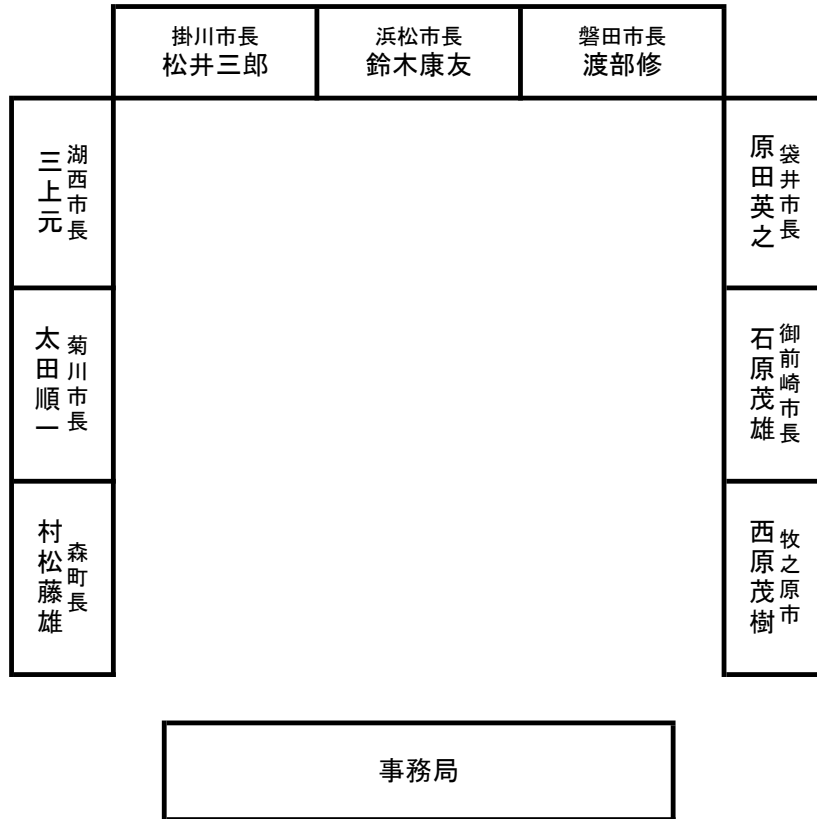 掛川市長
松井三郎
浜松市長
鈴木康友
磐田市長
渡部修
湖西市長
三上元
菊川市長
太田順一
森町長
村松藤雄
袋井市長
原田英之
御前崎市長
石原茂雄
牧之原市
西原茂樹
事務局